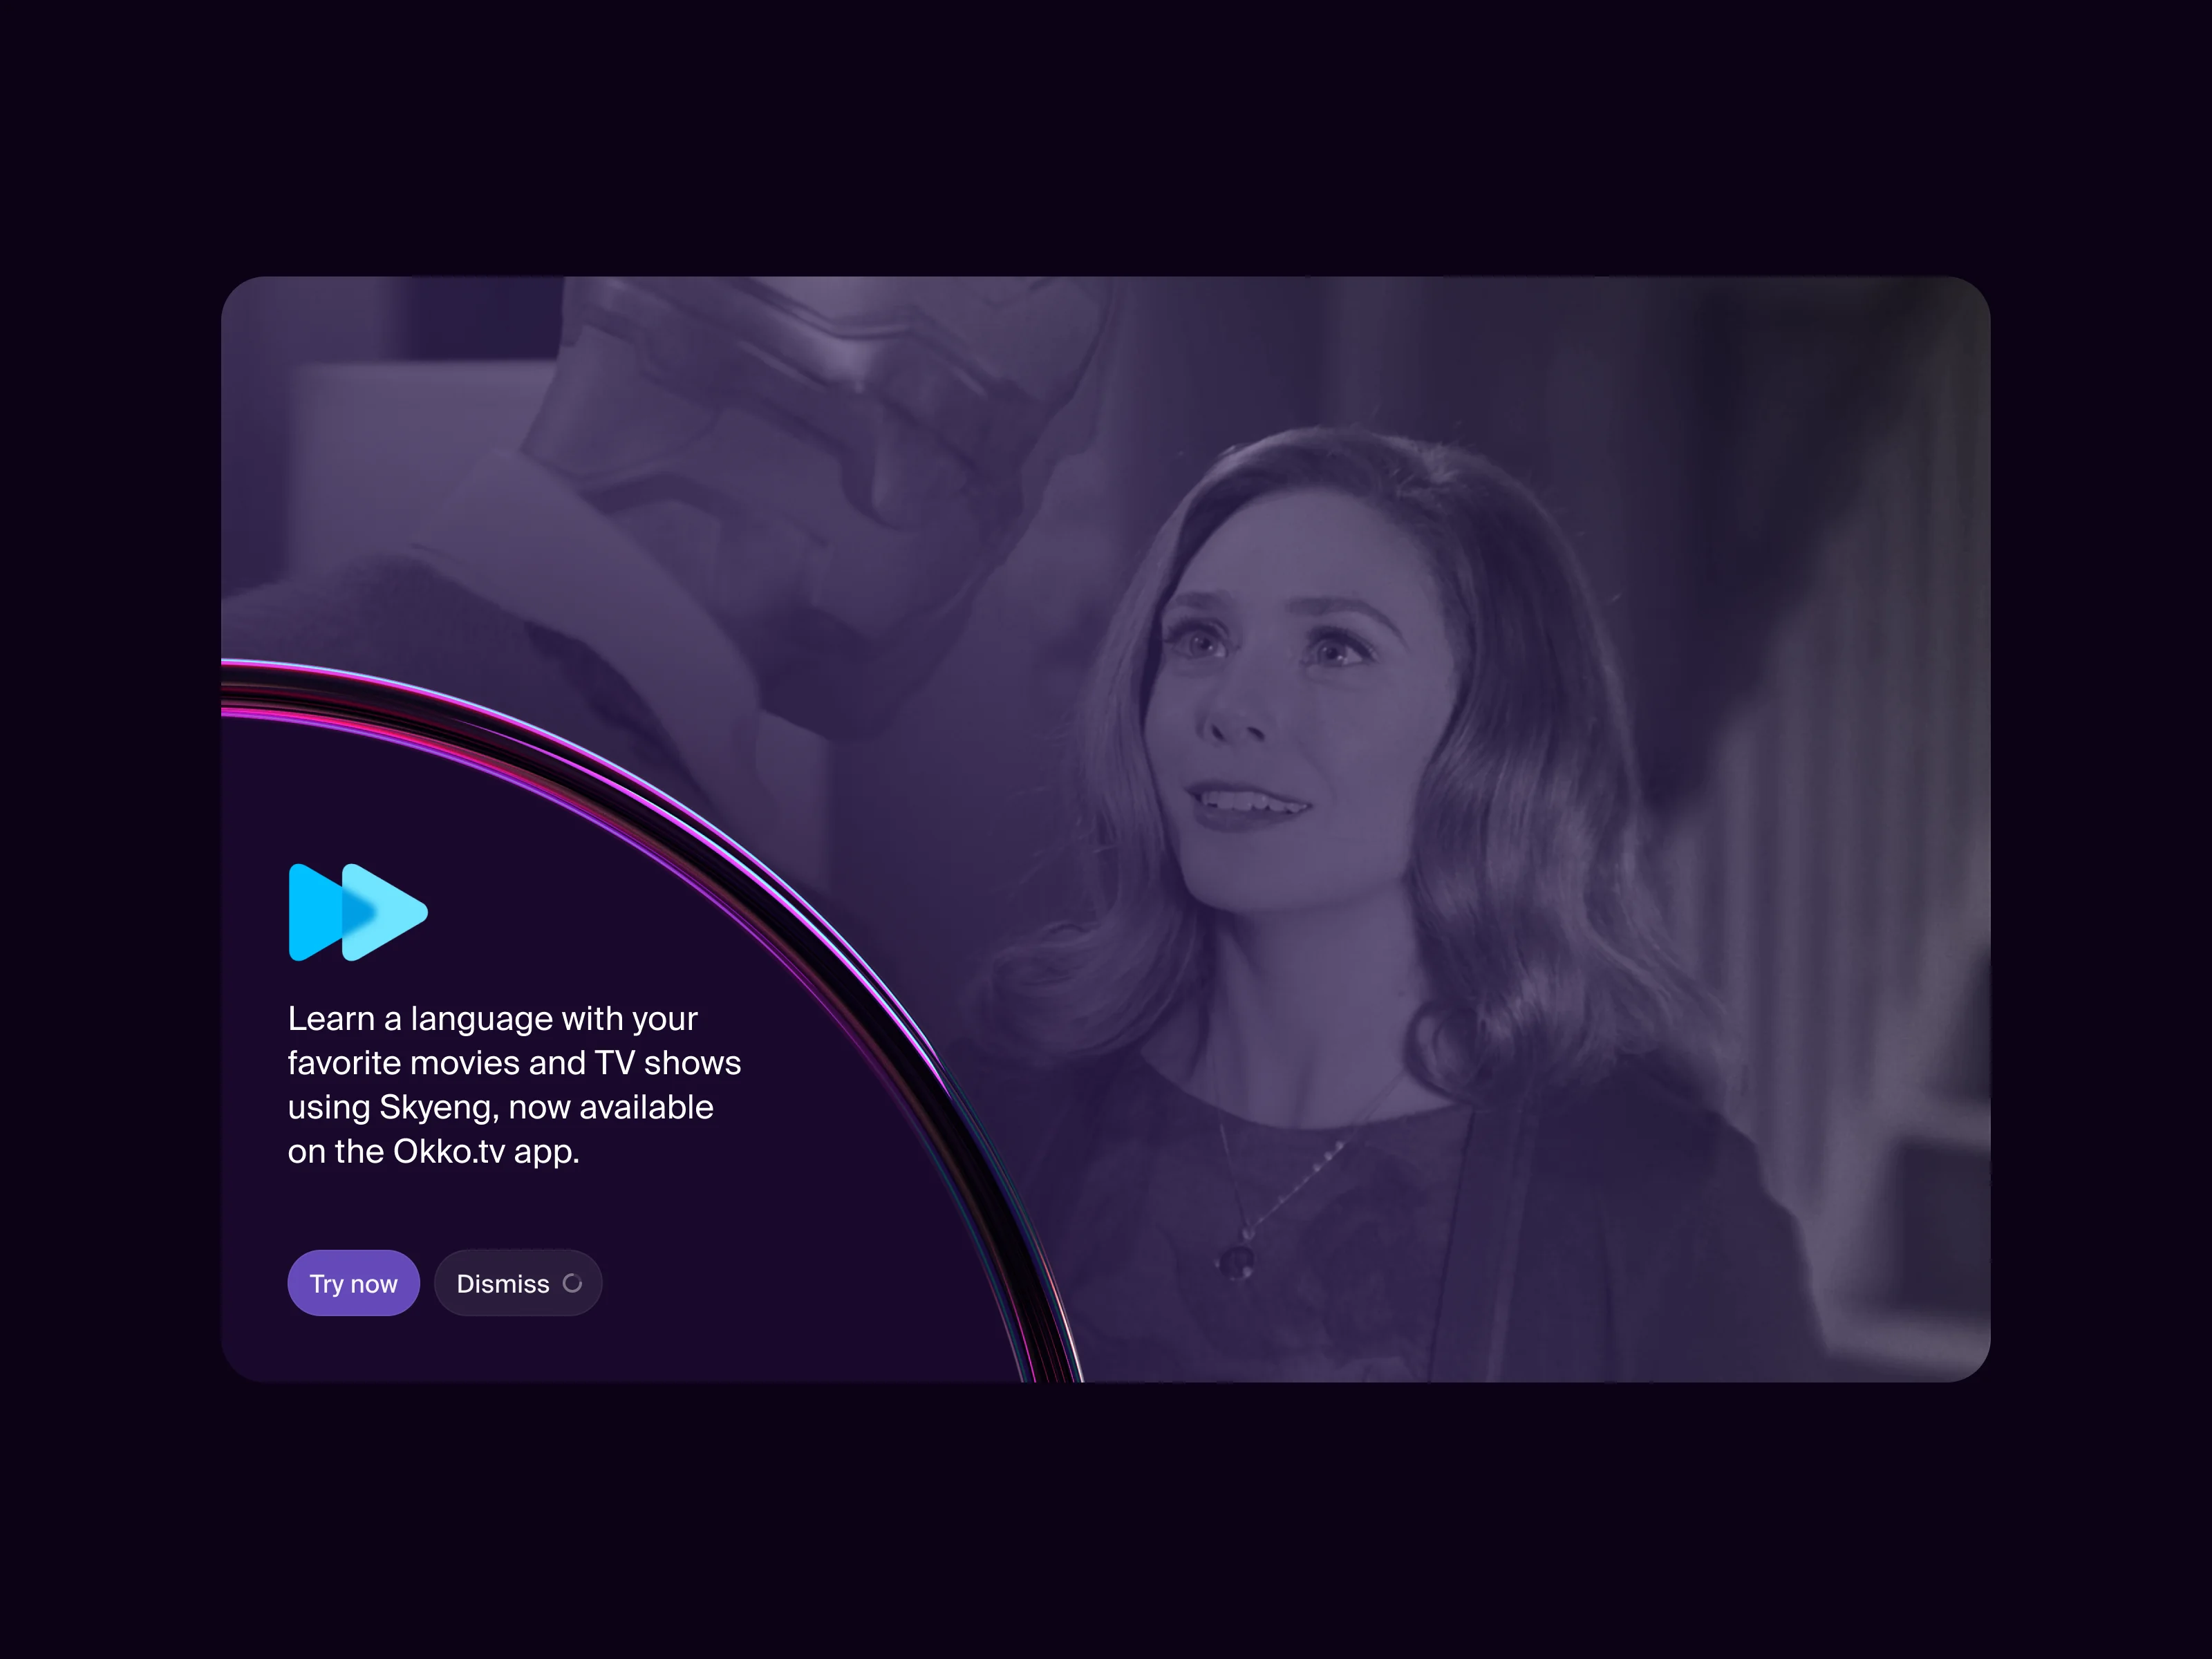 Learn a language with your
favorite movies and TV shows
using Skyeng, now available
on the Okko.tv app.
Try now
Dismiss